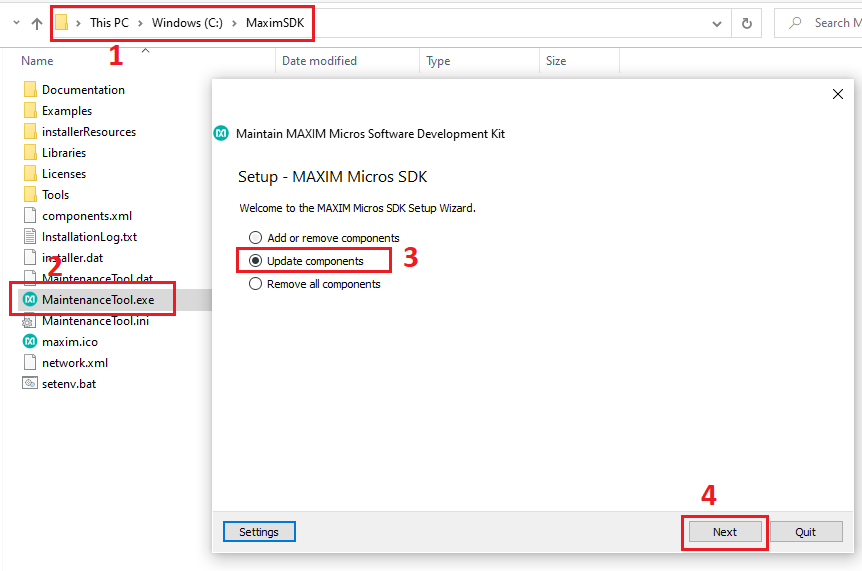 This PC > Windows (C:) > MaximSDK
Search M
1
Name
Date modified
Type
Size
Documentation
Examples
installerResources
Libraries
Licenses
Tools
components.xml
InstallationLog.txt
installer.dat
2
MaintenanceTool.dat
MaintenanceTool.exe
MaintenanceTool.ini
maxim.ico
network.xml
setenv.bat
Maintain MAXIM Micros Software Development Kit
Setup - MAXIM Micros SDK
Welcome to the MAXIM Micros SDK Setup Wizard.
Add or remove components
Update components
3
Remove all components
4
Settings
Next
Quit